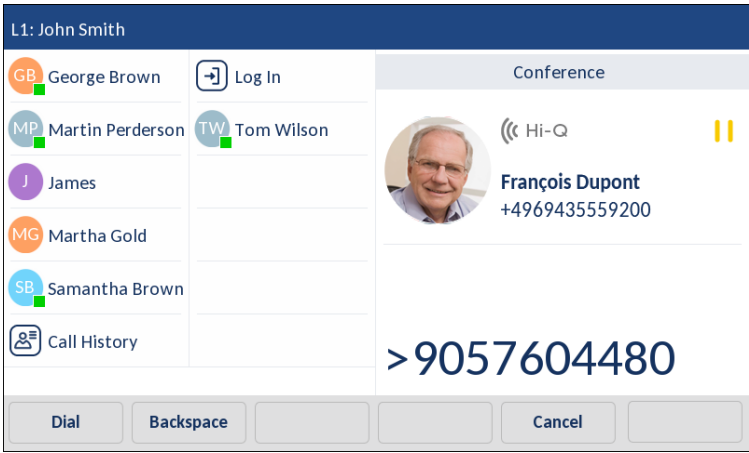 L1: John Smith
GB George Brown
MP Martin Perderson
J James
MG Martha Gold
SB Samantha Brown
Call History
Log In
TW Tom Wilson
Conference
Hi-Q
François Dupont
+4969435559200
>9057604480
Dial Backspace Cancel